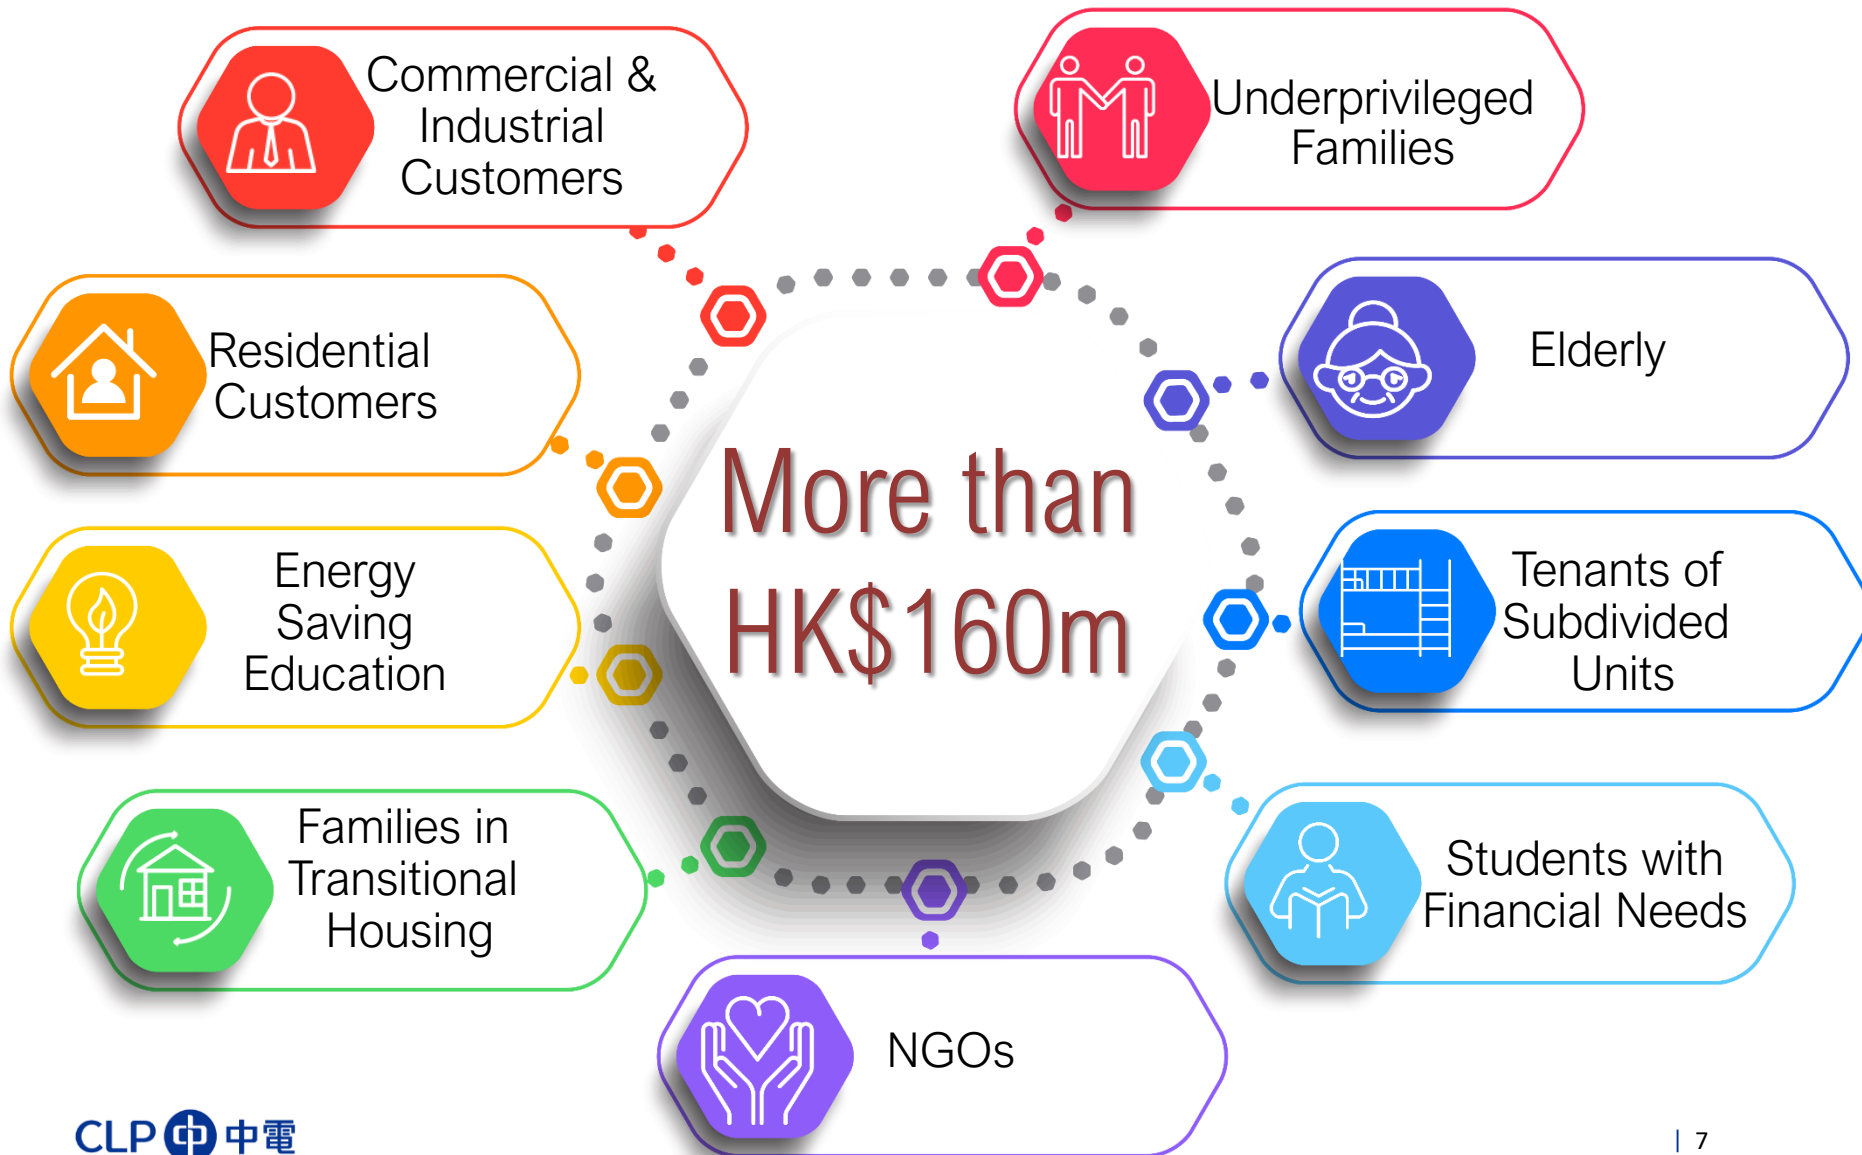 Commercial &
Industrial
Customers
Underprivileged
Families
Residential
Customers
Elderly
More than
HK$160m
Energy
Saving
Education
Tenants of
Subdivided
Units
Families in
Transitional
Housing
Students with
Financial Needs
NGOs
CLP 中電
| 7